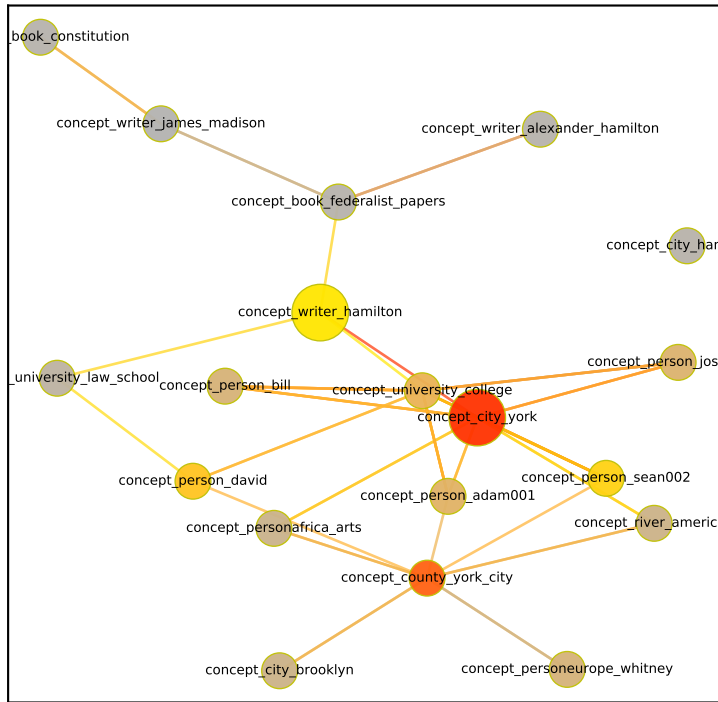 _book_constitution
concept_writer_james_madison
concept_writer_alexander_hamilton
concept_book_federalist_papers
concept_city_har
concept_writer_hamilton
concept_person_jos
_university_law_school
concept_person_bill
concept_university_college
concept_city_york
concept_person_david
concept_person_sean002
concept_person_adam001
concept_river_americ
concept_personafrica_arts
concept_county_york_city
concept_city_brooklyn
concept_personeurope_whitney